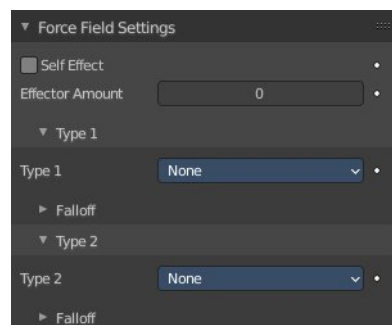 Force Field Settings
Self Effect
Effector Amount 0
Type 1
Type 1 None
Falloff
Type 2
Type 2 None
Falloff